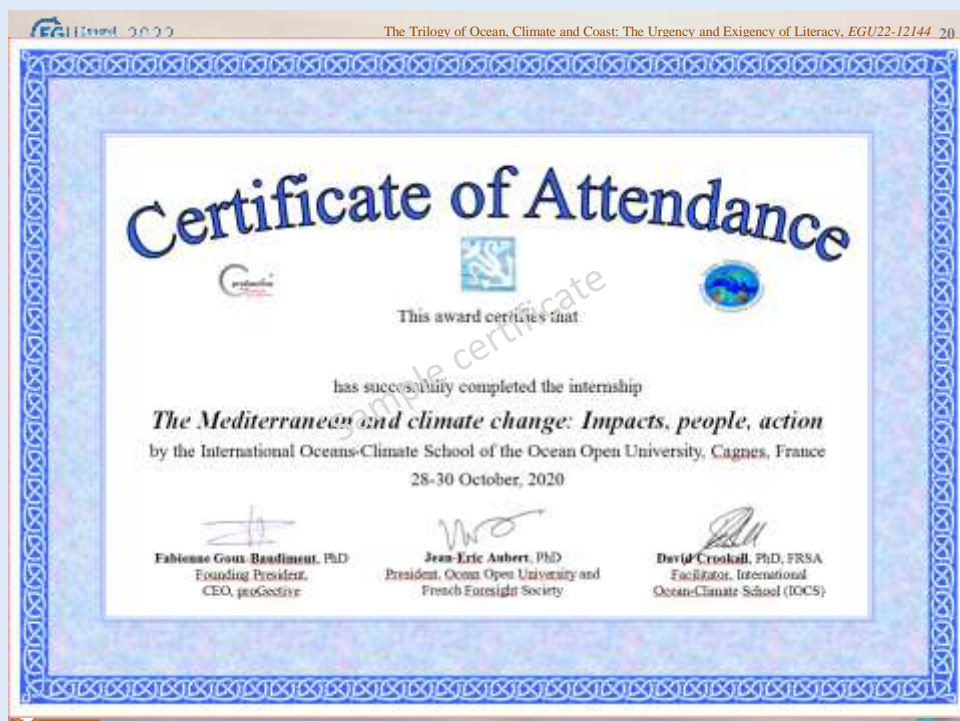 EGU General 2022
The Trilogy of Ocean, Climate and Coast: The Urgency and Exigency of Literacy, EGU22-12144 20
Certificate of Attendance
This award certifies that
Sample certificate
has successfully completed the internship
The Mediterranean and climate change: Impacts, people, action
by the International Oceans-Climate School of the Ocean Open University, Cagnes, France
28-30 October, 2020
Fabienne Goux-Baudiment, PhD
Founding President,
CEO, proGective
Jean-Eric Aubert, PhD
President, Ocean Open University and
French Foresight Society
David Crookall, PhD, FRSA
Facilitator, International
Ocean-Climate School (IOCS)